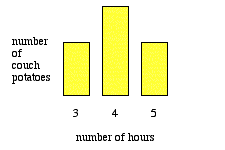 number
of
couch
potatoes
3 4 5
number of hours